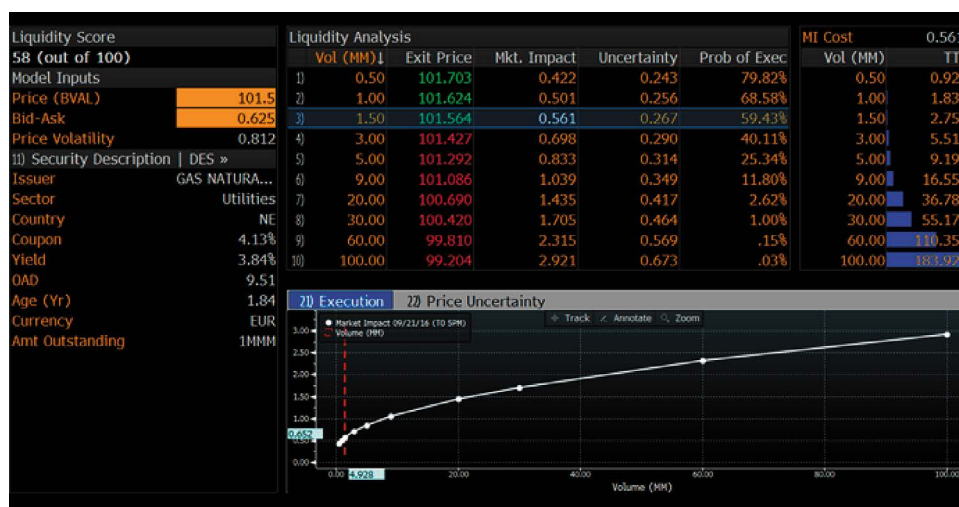 Liquidity Score
58 (out of 100)
Model Inputs
Price (BVAL) 101.5
Bid-Ask 0.625
Price Volatility 0.812
11) Security Description | DES »
Issuer GAS NATURA...
Sector Utilities
Country NE
Coupon 4.13%
Yield 3.84%
OAD 9.51
Age (Yr) 1.84
Currency EUR
Amt Outstanding 1MMM
Liquidity Analysis
Vol (MM)↓ Exit Price Mkt. Impact Uncertainty Prob of Exec
1) 0.50 101.703 0.422 0.243 79.82%
2) 1.00 101.624 0.501 0.256 68.58%
3) 1.50 101.564 0.561 0.267 59.43%
4) 3.00 101.427 0.698 0.290 40.11%
5) 5.00 101.292 0.833 0.314 25.34%
6) 9.00 101.086 1.039 0.349 11.80%
7) 20.00 100.690 1.435 0.417 2.62%
8) 30.00 100.420 1.705 0.464 1.00%
9) 60.00 99.810 2.315 0.569 .15%
10) 100.00 99.204 2.921 0.673 .03%
MI Cost 0.561
Vol (MM) TT
0.50 0.92
1.00 1.83
1.50 2.75
3.00 5.51
5.00 9.19
9.00 16.55
20.00 36.78
30.00 55.17
60.00 110.35
100.00 183.92
21) Execution 22) Price Uncertainty
Track Annotate Zoom
Market Impact 09/21/16 (TO 5PM)
Volume (MM)
3.00
2.50
2.00
1.50
1.00
0.652
0.50
0.00
0.00 4.928 20.00 40.00 60.00 80.00 100.00
Volume (MM)